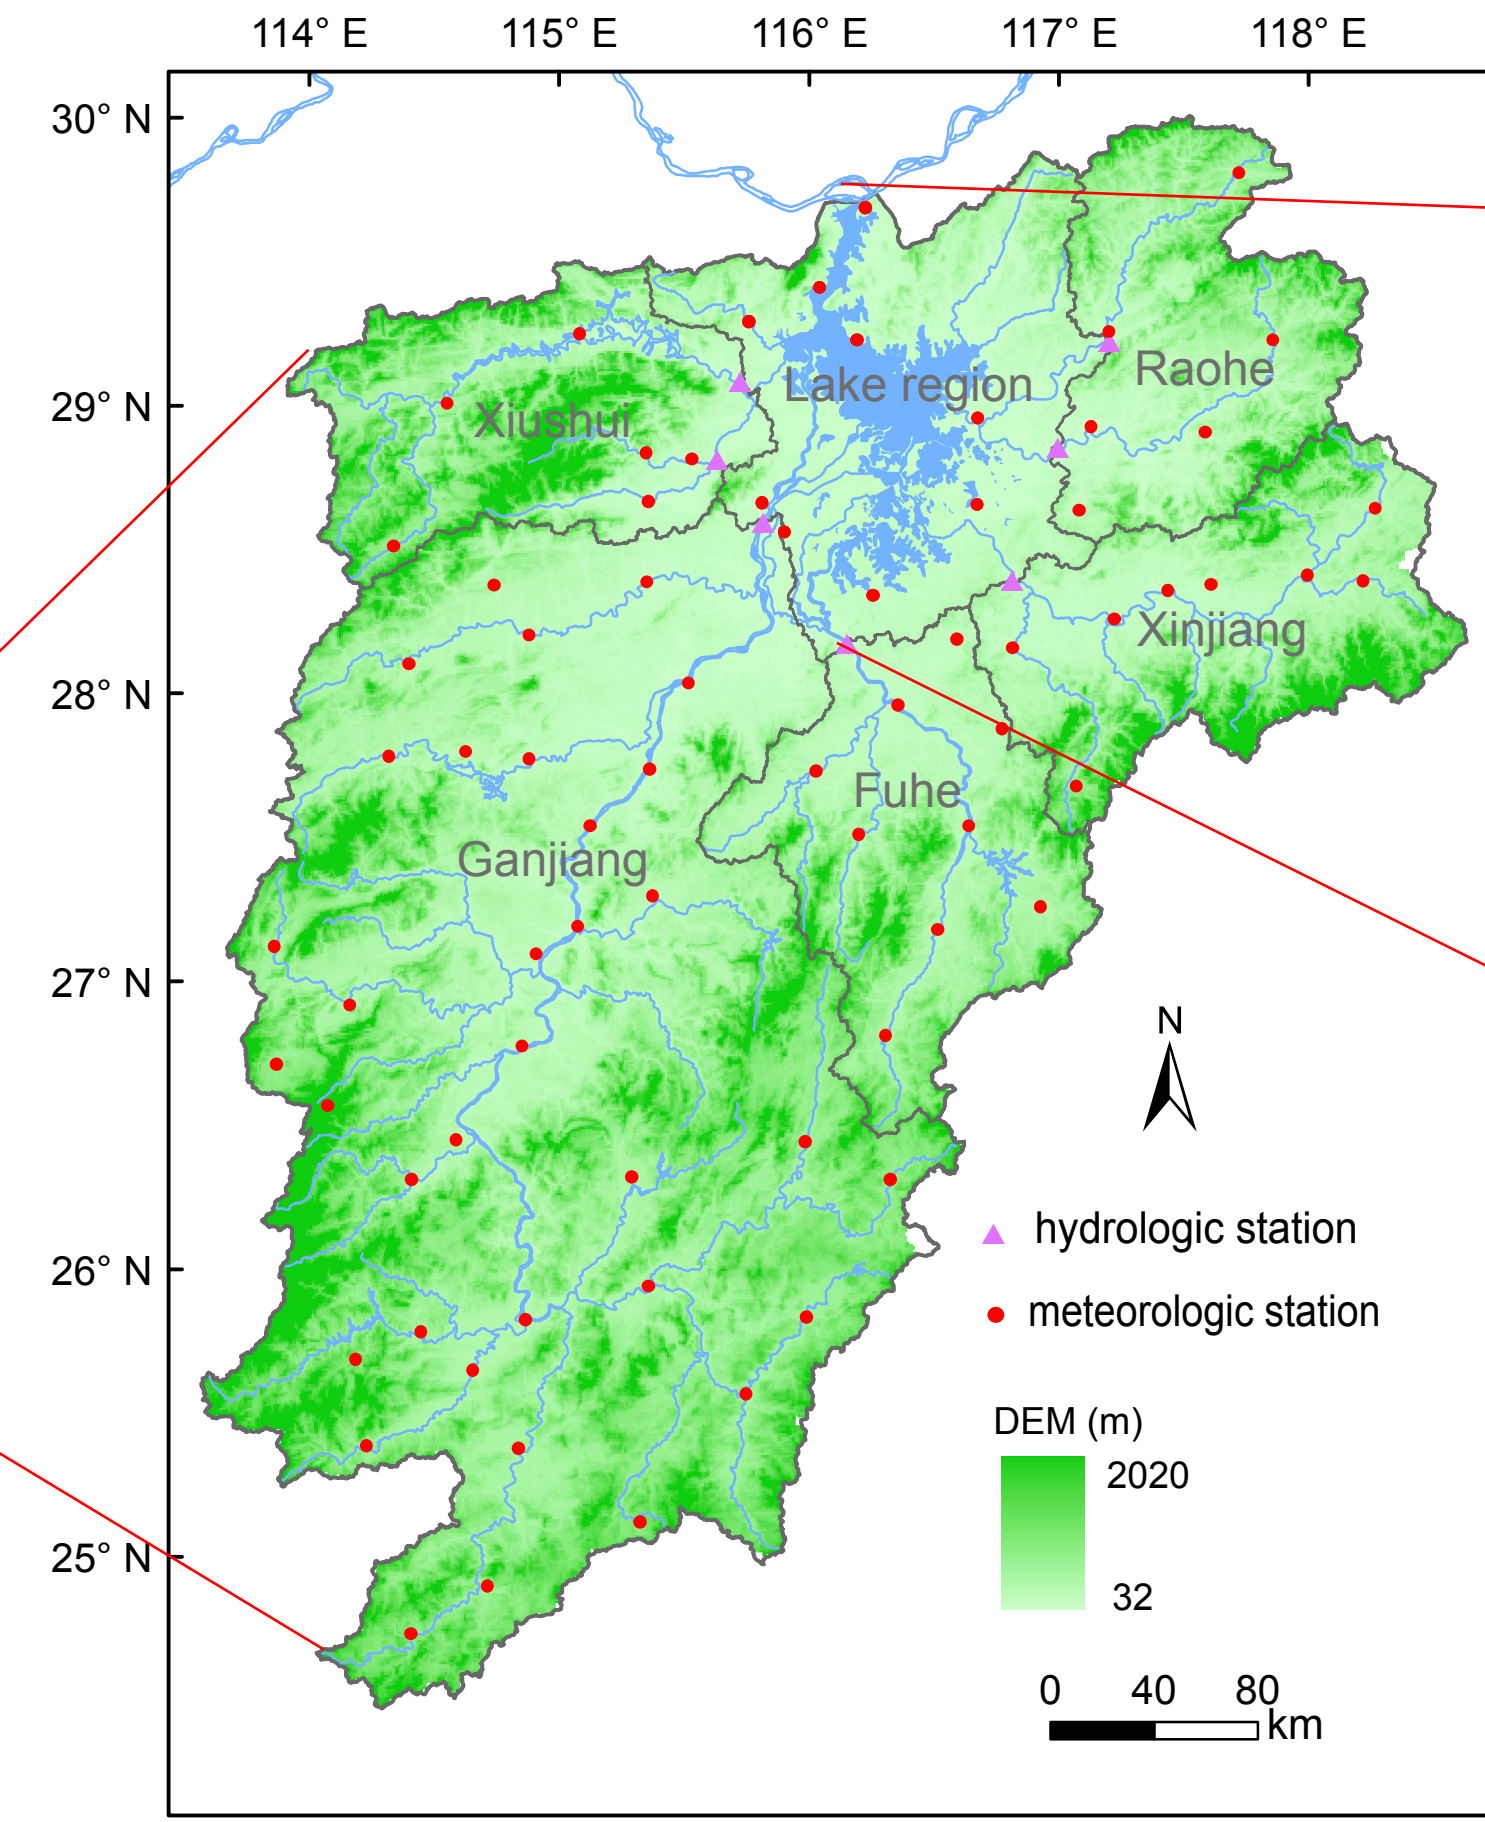 114° E
115° E
116° E
117° E
118° E
30° N
29° N
28° N
27° N
26° N
25° N
Raohe
Lake region
Xiushui
Xinjiang
Fuhe
Ganjiang
N
hydrologic station
meteorologic station
DEM (m)
2020
32
0 40 80
km